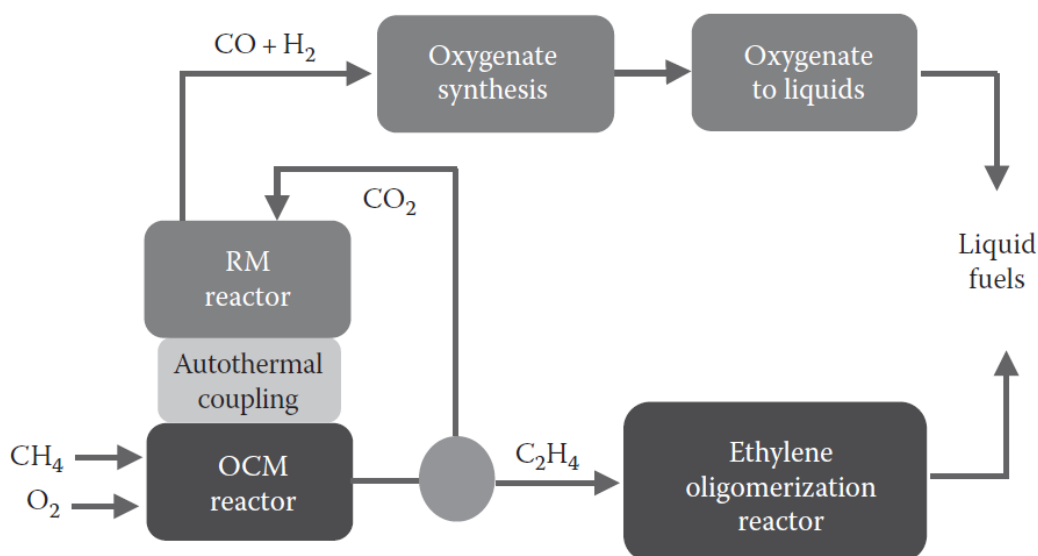 CO + H₂
Oxygenate
synthesis
Oxygenate
to liquids
CO₂
RM
reactor
Liquid
fuels
Autothermal
coupling
CH₄
O₂
OCM
reactor
C₂H₄
Ethylene
oligomerization
reactor